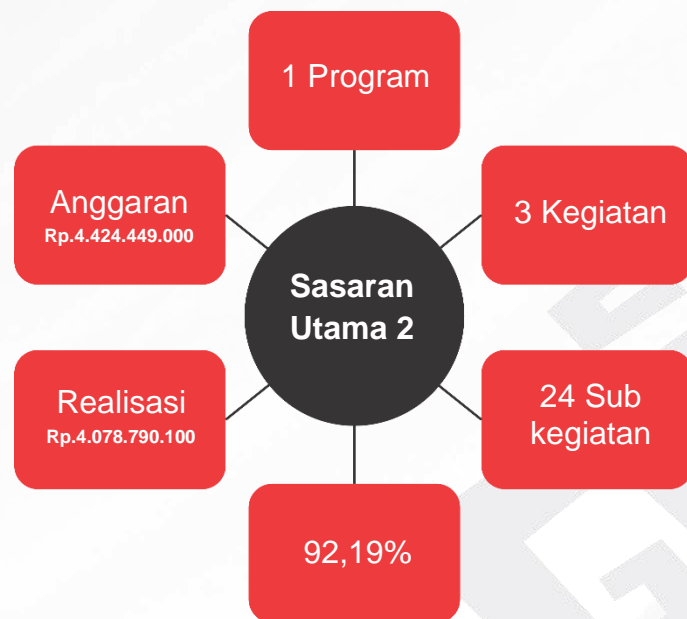 1 Program
Anggaran
Rp.4.424.449.000
3 Kegiatan
Sasaran
Utama 2
Realisasi
Rp.4.078.790.100
24 Sub
kegiatan
92,19%